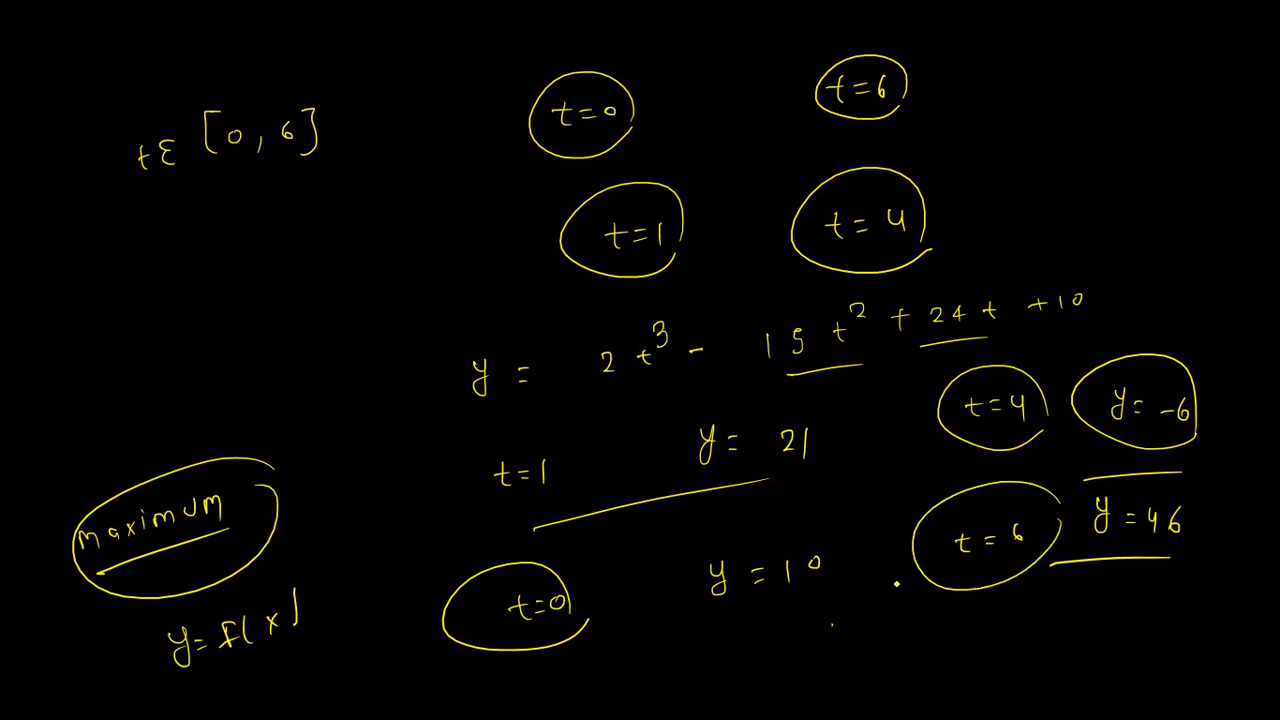 t=0 t=6
t∈ [0, 6]
t=1 t=4
y = 2t³ - 15t² + 24t +10
t=4 y=-6
t=1 y= 21
maximum
t=6 y=46
t=0 y=10
y=f(x)